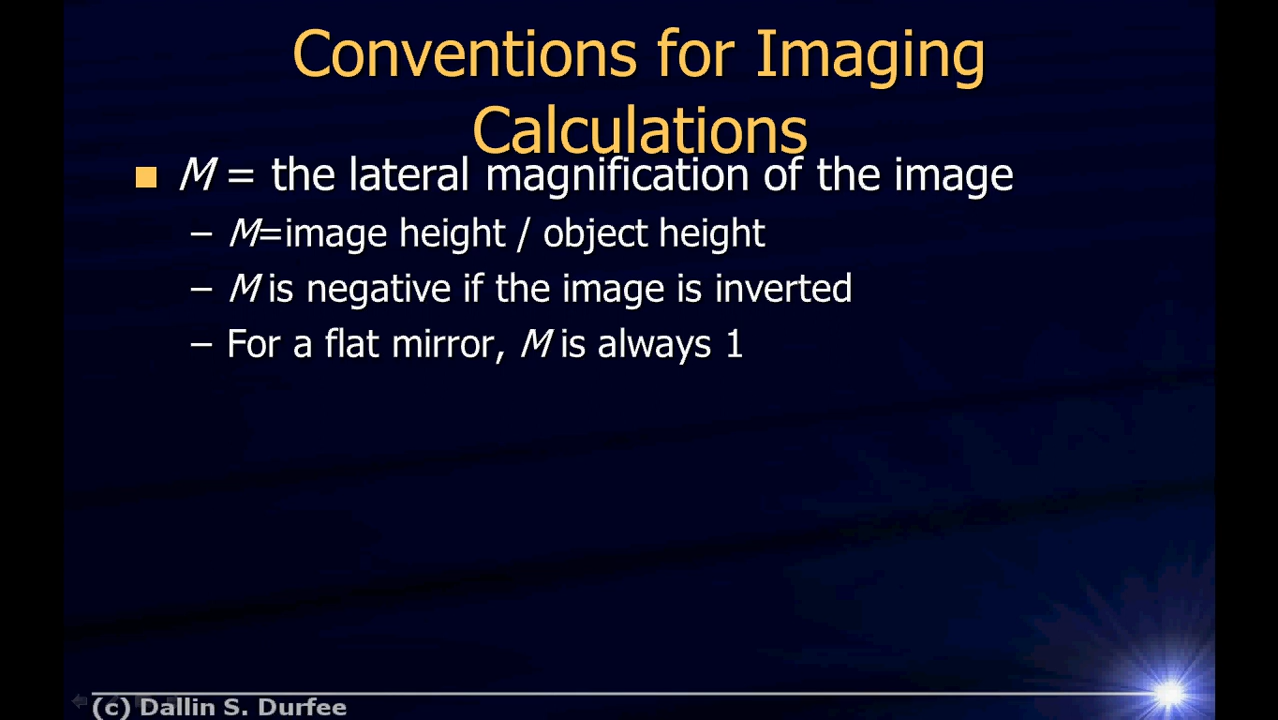 Conventions for Imaging
Calculations
■ M = the lateral magnification of the image
– M=image height / object height
– M is negative if the image is inverted
– For a flat mirror, M is always 1
(c) Dallin S. Durfee